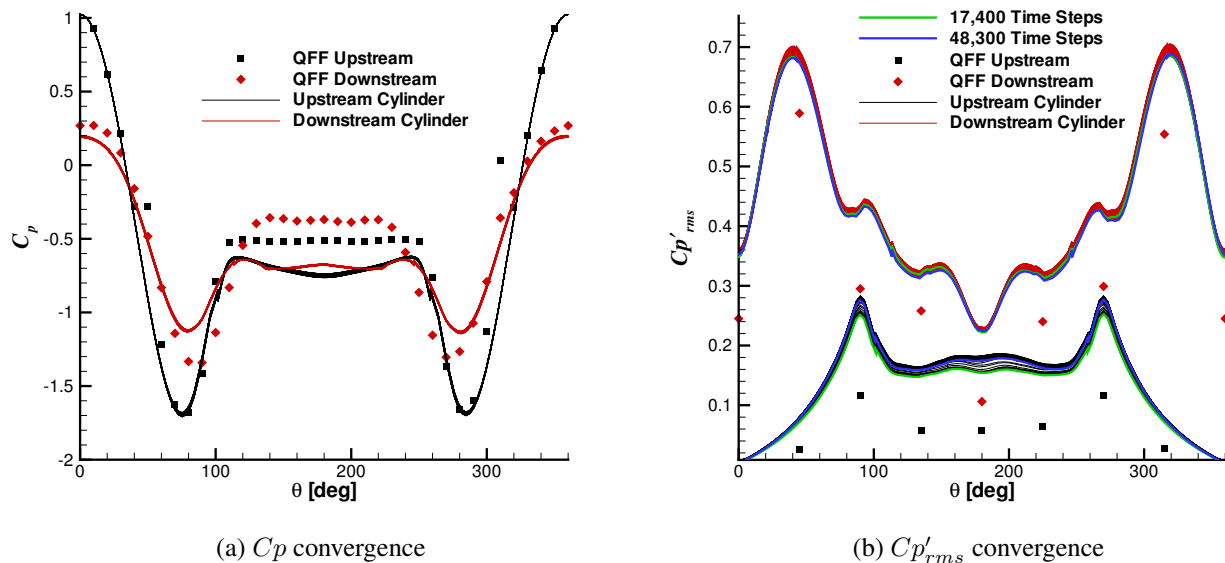 1
0.5
0
-0.5
-1
-1.5
-2
C_p
QFF Upstream
QFF Downstream
Upstream Cylinder
Downstream Cylinder
0 100 200 300
θ [deg]
(a) Cp convergence
0.7
0.6
0.5
0.4
0.3
0.2
0.1
Cp'_rms
17,400 Time Steps
48,300 Time Steps
QFF Upstream
QFF Downstream
Upstream Cylinder
Downstream Cylinder
0 100 200 300
θ [deg]
(b) Cp'_rms convergence